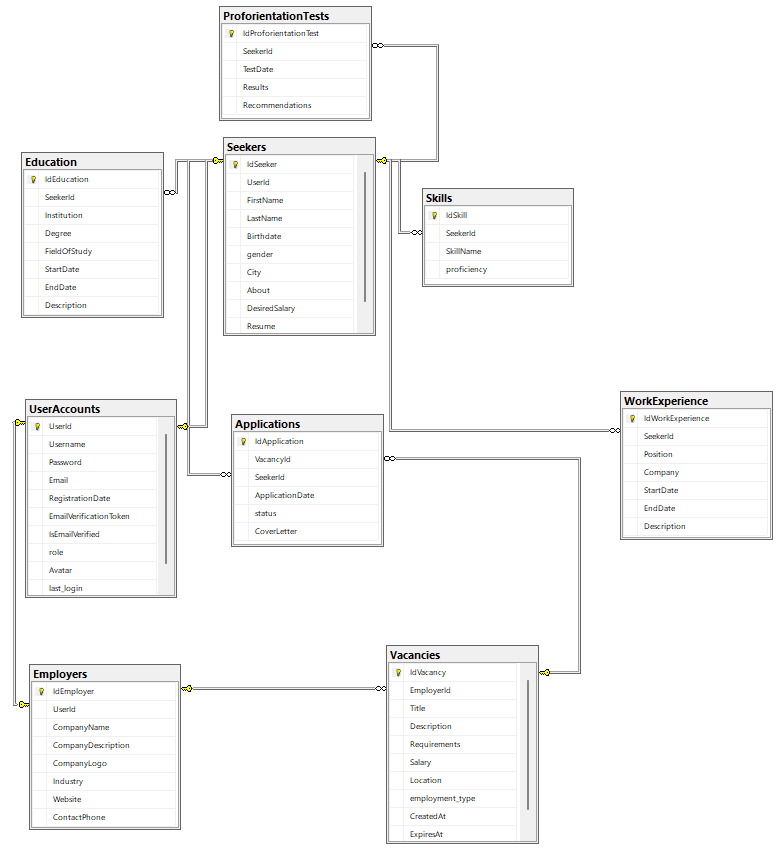 ProforientationTests
IdProforientationTest
SeekerId
TestDate
Results
Recommendations
Education
IdEducation
SeekerId
Institution
Degree
FieldOfStudy
StartDate
EndDate
Description
Seekers
IdSeeker
UserId
FirstName
LastName
Birthdate
gender
City
About
DesiredSalary
Resume
Skills
IdSkill
SeekerId
SkillName
proficiency
UserAccounts
UserId
Username
Password
Email
RegistrationDate
EmailVerificationToken
IsEmailVerified
role
Avatar
last_login
Applications
IdApplication
VacancyId
SeekerId
ApplicationDate
status
CoverLetter
WorkExperience
IdWorkExperience
SeekerId
Position
Company
StartDate
EndDate
Description
Employers
IdEmployer
UserId
CompanyName
CompanyDescription
CompanyLogo
Industry
Website
ContactPhone
Vacancies
IdVacancy
EmployerId
Title
Description
Requirements
Salary
Location
employment_type
CreatedAt
ExpiresAt